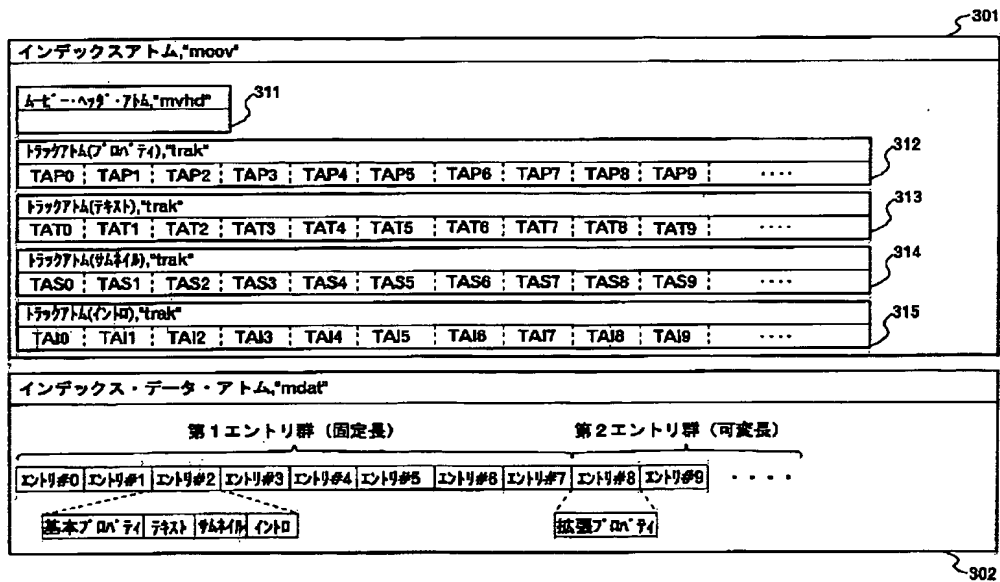 301
インデックスアトム,"moov"
ムービー・ヘッダ・アトム,"mvhd"
311
トラックアトム(プロパティ),"trak"
312
TAP0 TAP1 TAP2 TAP3 TAP4 TAP5 TAP6 TAP7 TAP8 TAP9 ････
トラックアトム(テキスト),"trak"
313
TAT0 TAT1 TAT2 TAT3 TAT4 TAT5 TAT6 TAT7 TAT8 TAT9 ････
トラックアトム(サムネイル),"trak"
314
TAS0 TAS1 TAS2 TAS3 TAS4 TAS5 TAS6 TAS7 TAS8 TAS9 ････
トラックアトム(イントロ),"trak"
315
TAI0 TAI1 TAI2 TAI3 TAI4 TAI5 TAI6 TAI7 TAI8 TAI9 ････
インデックス・データ・アトム,"mdat"
第1エントリ群（固定長） 第2エントリ群（可変長）
エントリ#0 エントリ#1 エントリ#2 エントリ#3 エントリ#4 エントリ#5 エントリ#6 エントリ#7 エントリ#8 エントリ#9 ････
基本プロパティ テキスト サムネイル イントロ 拡張プロパティ
302